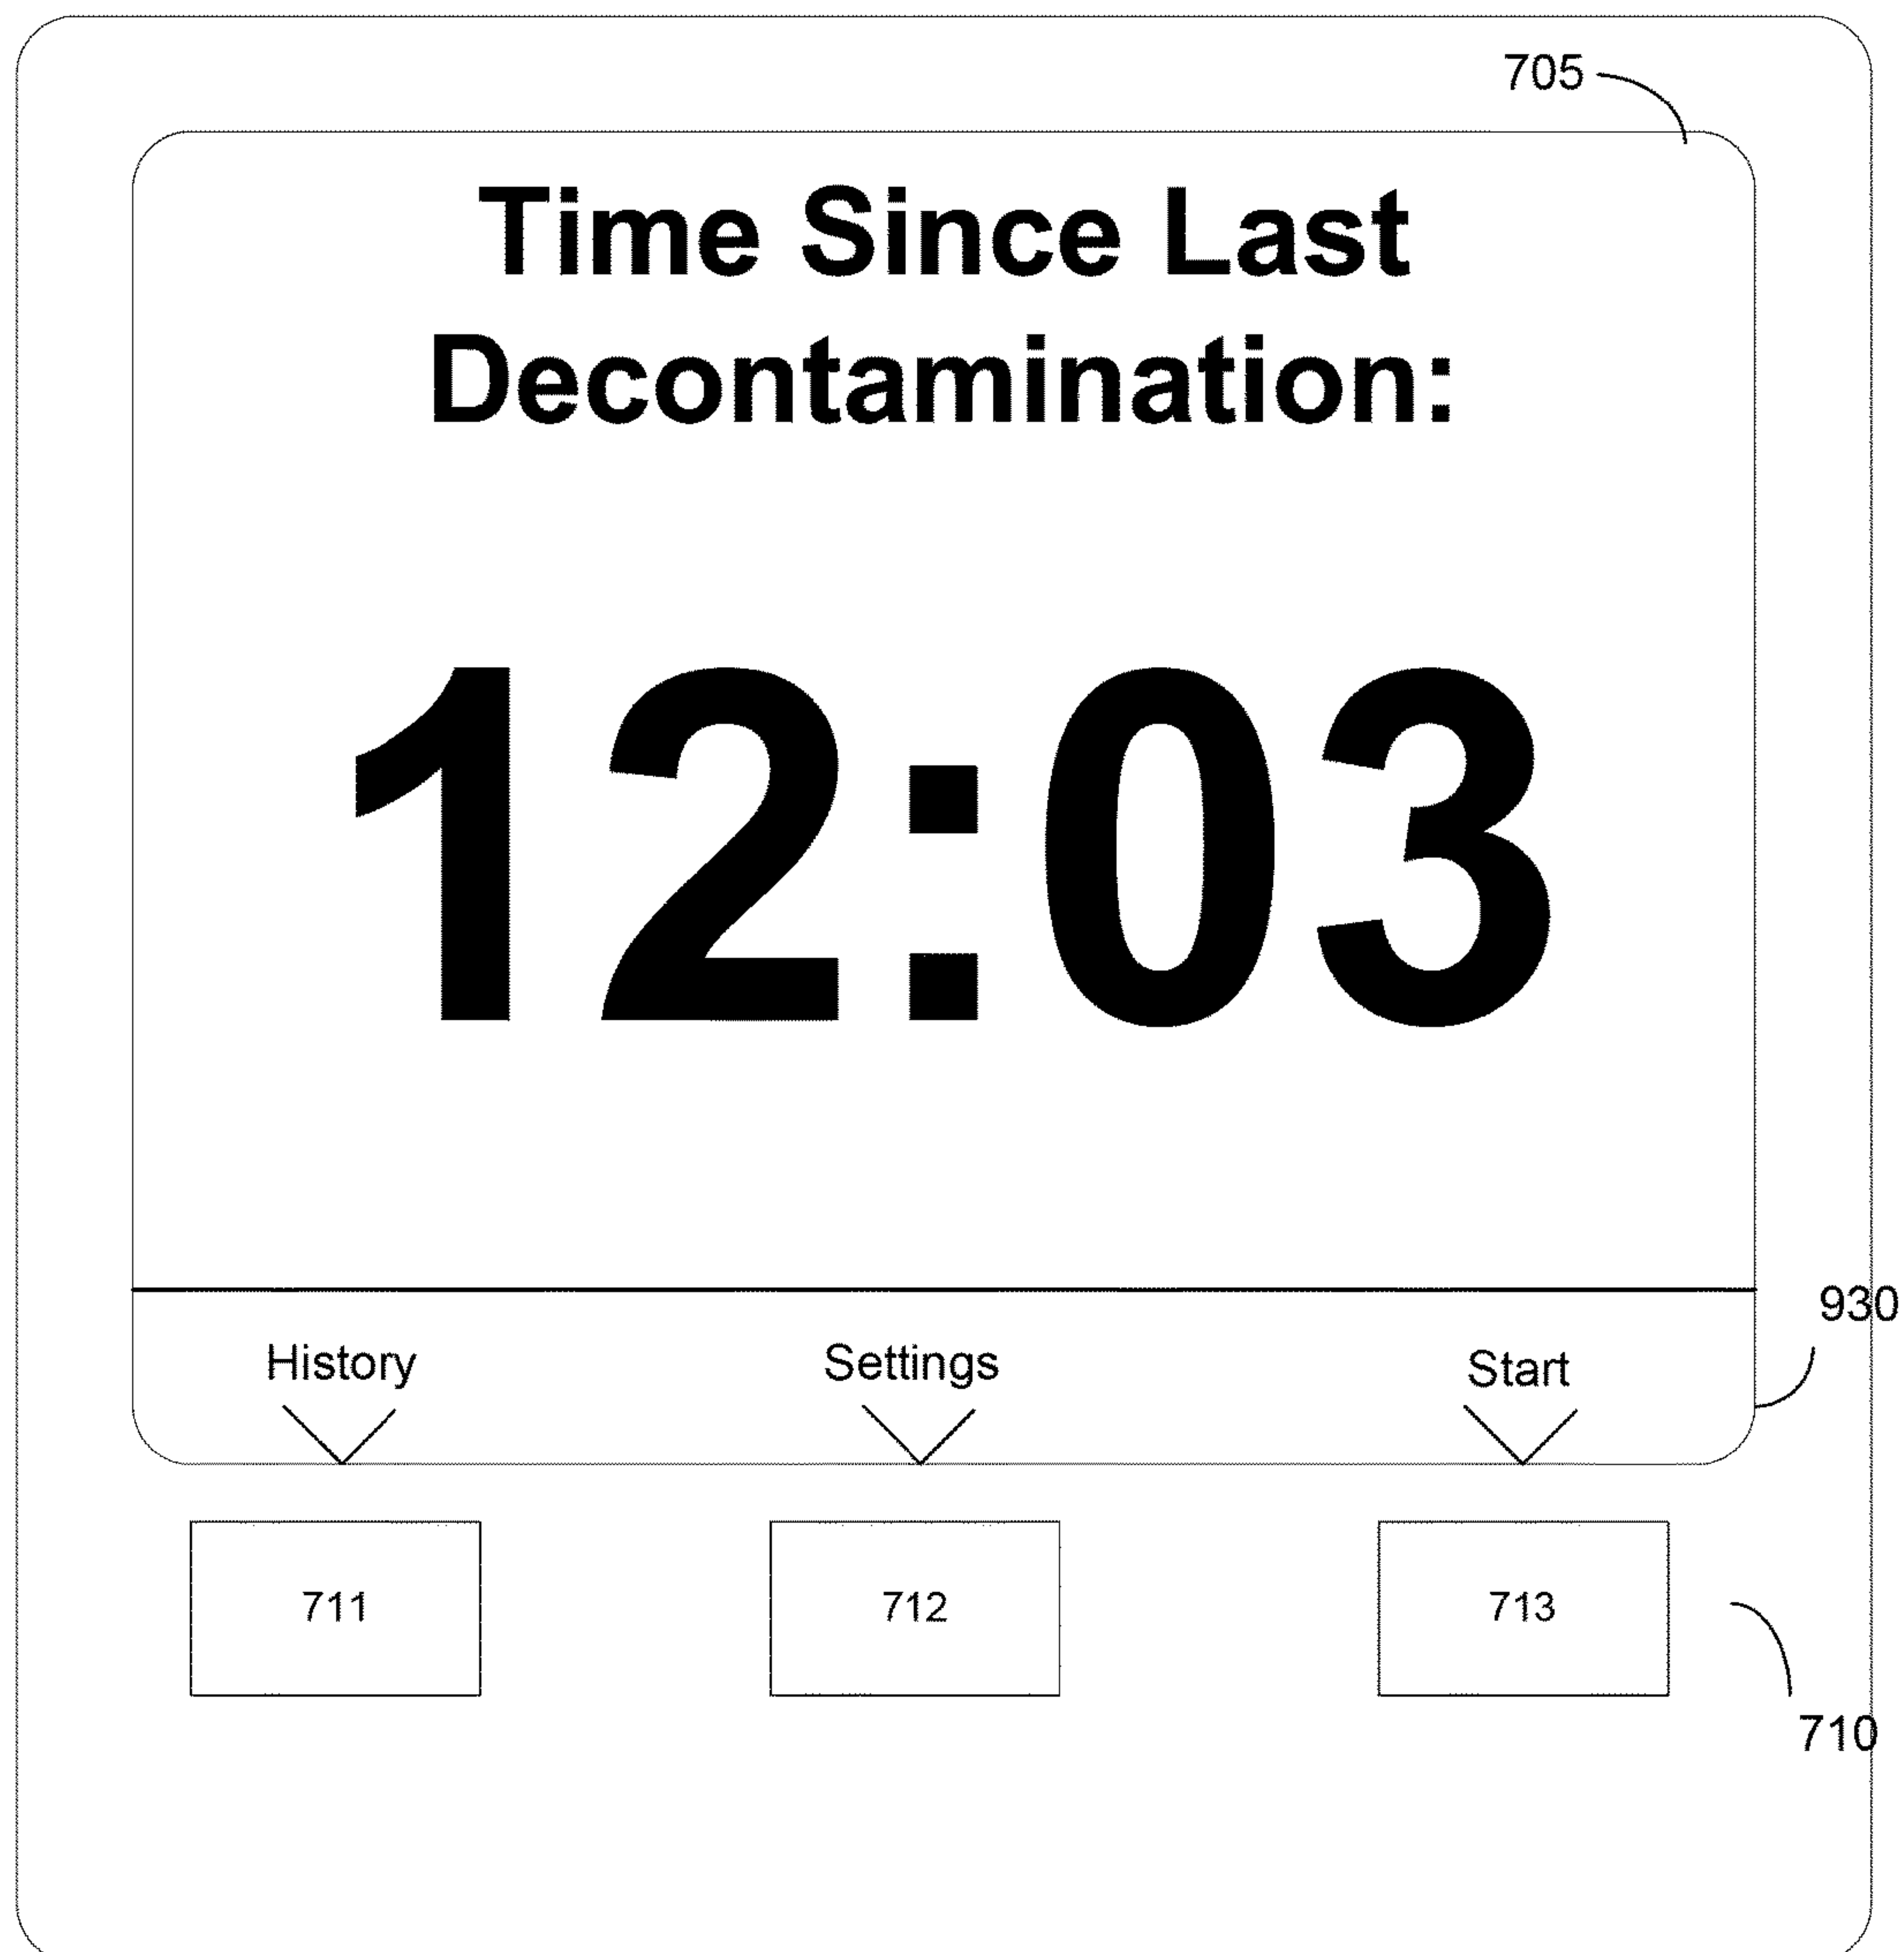 705
Time Since Last
Decontamination:
12:03
930
History Settings Start
711 712 713
710